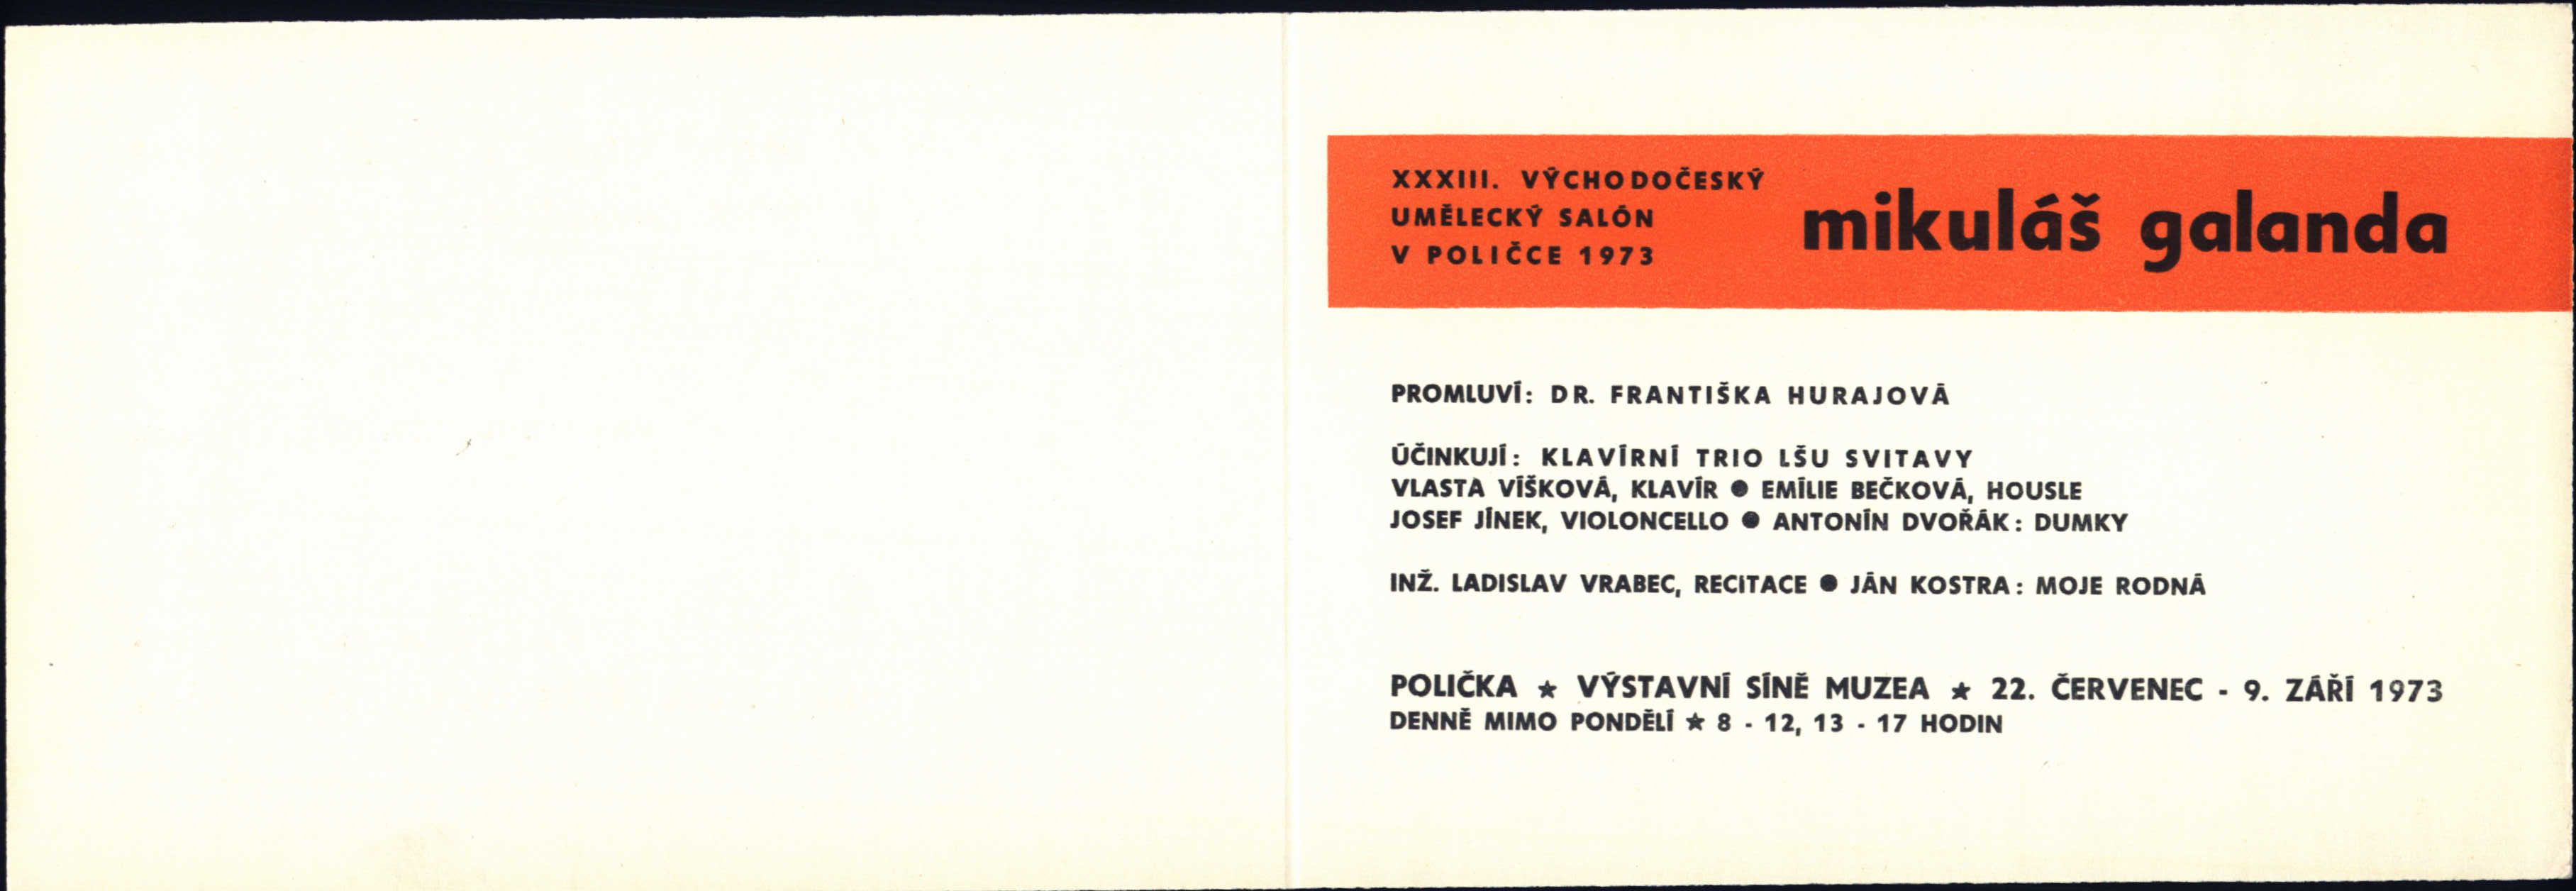 XXXIII. VÝCHODOČESKÝ
UMĚLECKÝ SALÓN
V POLIČCE 1973
mikuláš galanda
PROMLUVÍ: DR. FRANTIŠKA HURAJOVÁ
ÚČINKUJÍ: KLAVÍRNÍ TRIO LŠU SVITAVY
VLASTA VÍŠKOVÁ, KLAVÍR ● EMÍLIE BEČKOVÁ, HOUSLE
JOSEF JÍNEK, VIOLONCELLO ● ANTONÍN DVOŘÁK: DUMKY
INŽ. LADISLAV VRABEC, RECITACE ● JÁN KOSTRA: MOJE RODNÁ
POLIČKA ★ VÝSTAVNÍ SÍNĚ MUZEA ★ 22. ČERVENEC - 9. ZÁŘÍ 1973
DENNĚ MIMO PONDĚLÍ ★ 8 - 12, 13 - 17 HODIN